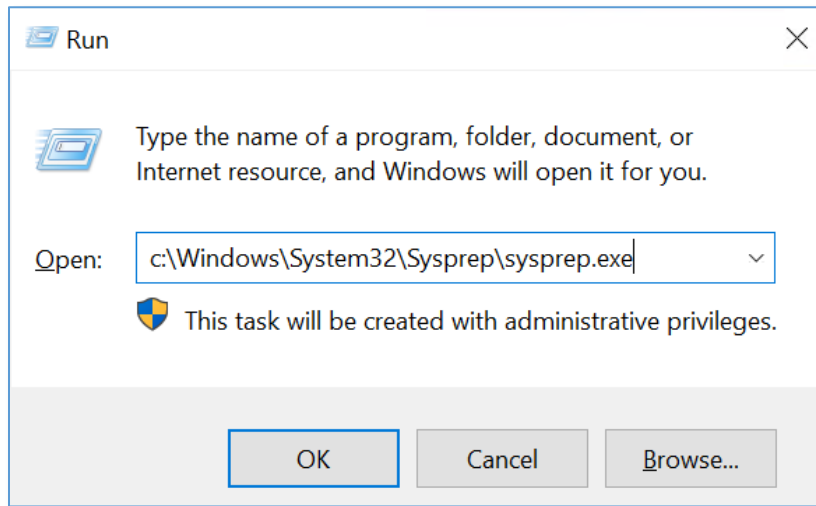 Run
Type the name of a program, folder, document, or
Internet resource, and Windows will open it for you.
Open: c:\Windows\System32\Sysprep\sysprep.exe
This task will be created with administrative privileges.
OK Cancel Browse...